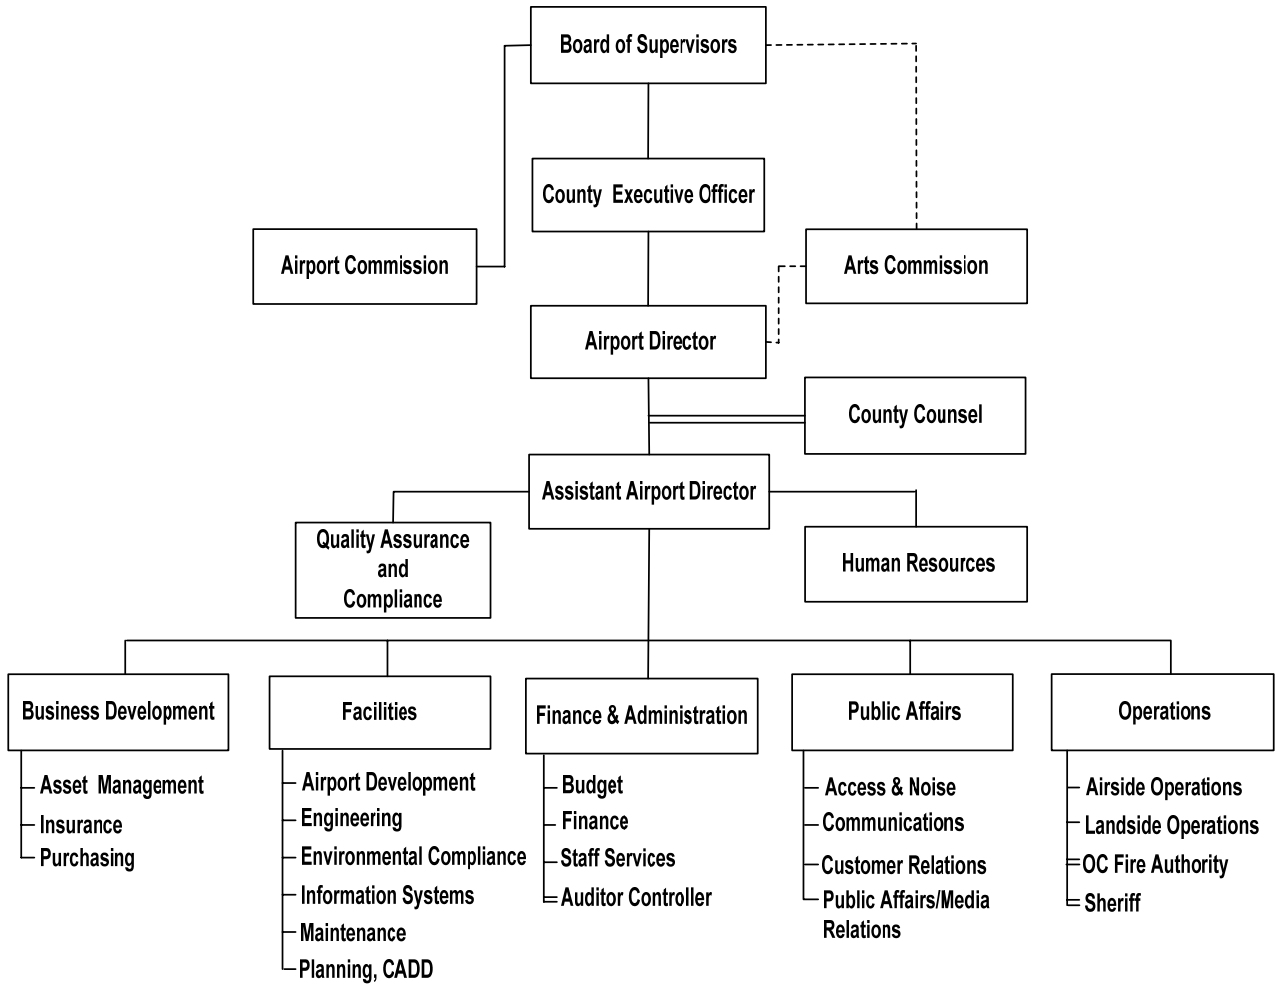 Board of Supervisors
County Executive Officer
Airport Commission
Arts Commission
Airport Director
County Counsel
Assistant Airport Director
Quality Assurance
and
Compliance
Human Resources
Business Development
Asset Management
Insurance
Purchasing
Facilities
Airport Development
Engineering
Environmental Compliance
Information Systems
Maintenance
Planning, CADD
Finance & Administration
Budget
Finance
Staff Services
Auditor Controller
Public Affairs
Access & Noise
Communications
Customer Relations
Public Affairs/Media
Relations
Operations
Airside Operations
Landside Operations
OC Fire Authority
Sheriff